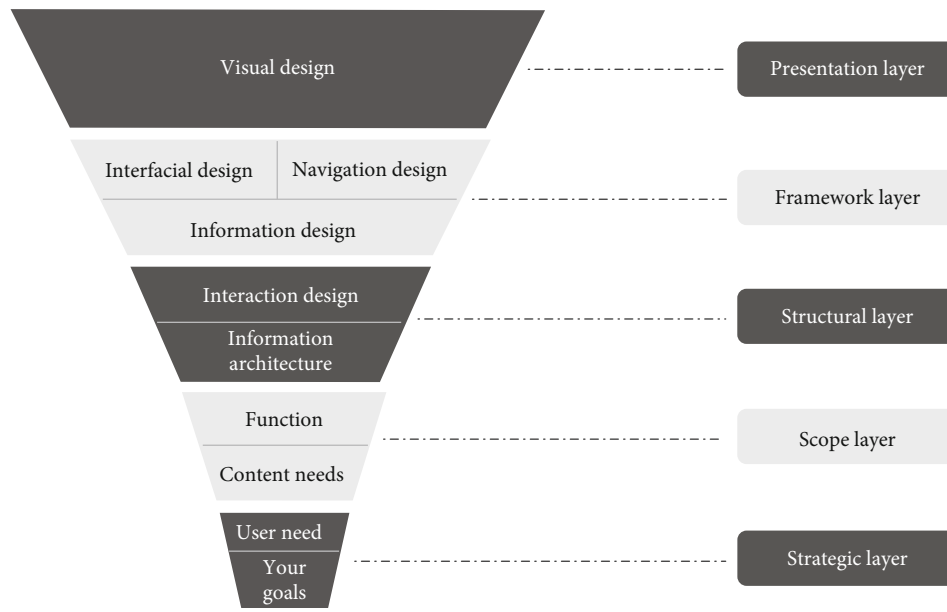 Visual design
Presentation layer
Interfacial design
Navigation design
Framework layer
Information design
Interaction design
Structural layer
Information
architecture
Function
Scope layer
Content needs
User need
Strategic layer
Your
goals